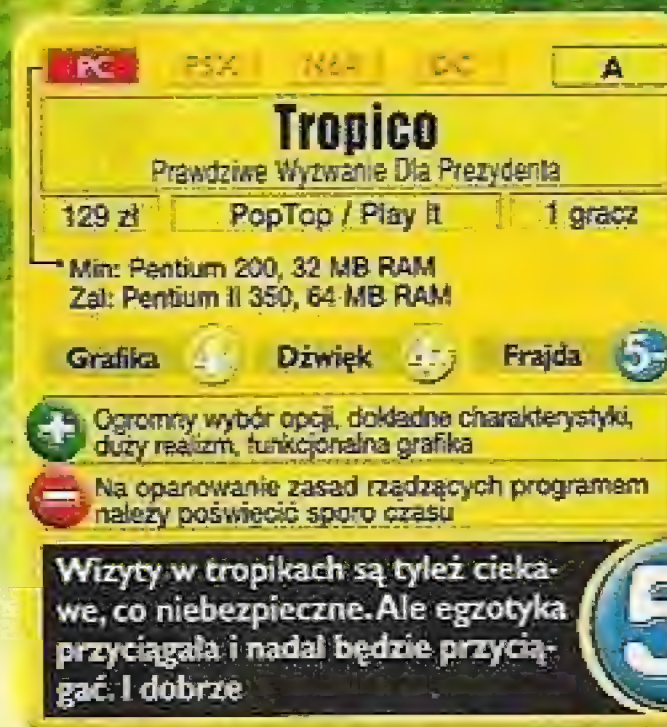 PC PSX N64 DC A
Tropico
Prawdziwe Wyzwanie Dla Prezydenta
129 zł PopTop / Play It 1 gracz
Min: Pentium 200, 32 MB RAM
Zal: Pentium II 350, 64 MB RAM
Grafika Dźwięk Frajda 5-
Ogromny wybór opcji, dokładne charakterystyki,
duży realizm, funkcjonalna grafika
Na opanowanie zasad rządzących programem
należy poświęcić sporo czasu
Wizyty w tropikach są tyleż cieka-
we, co niebezpieczne. Ale egzotyka
przyciągała i nadal będzie przycią-
gać. I dobrze
5